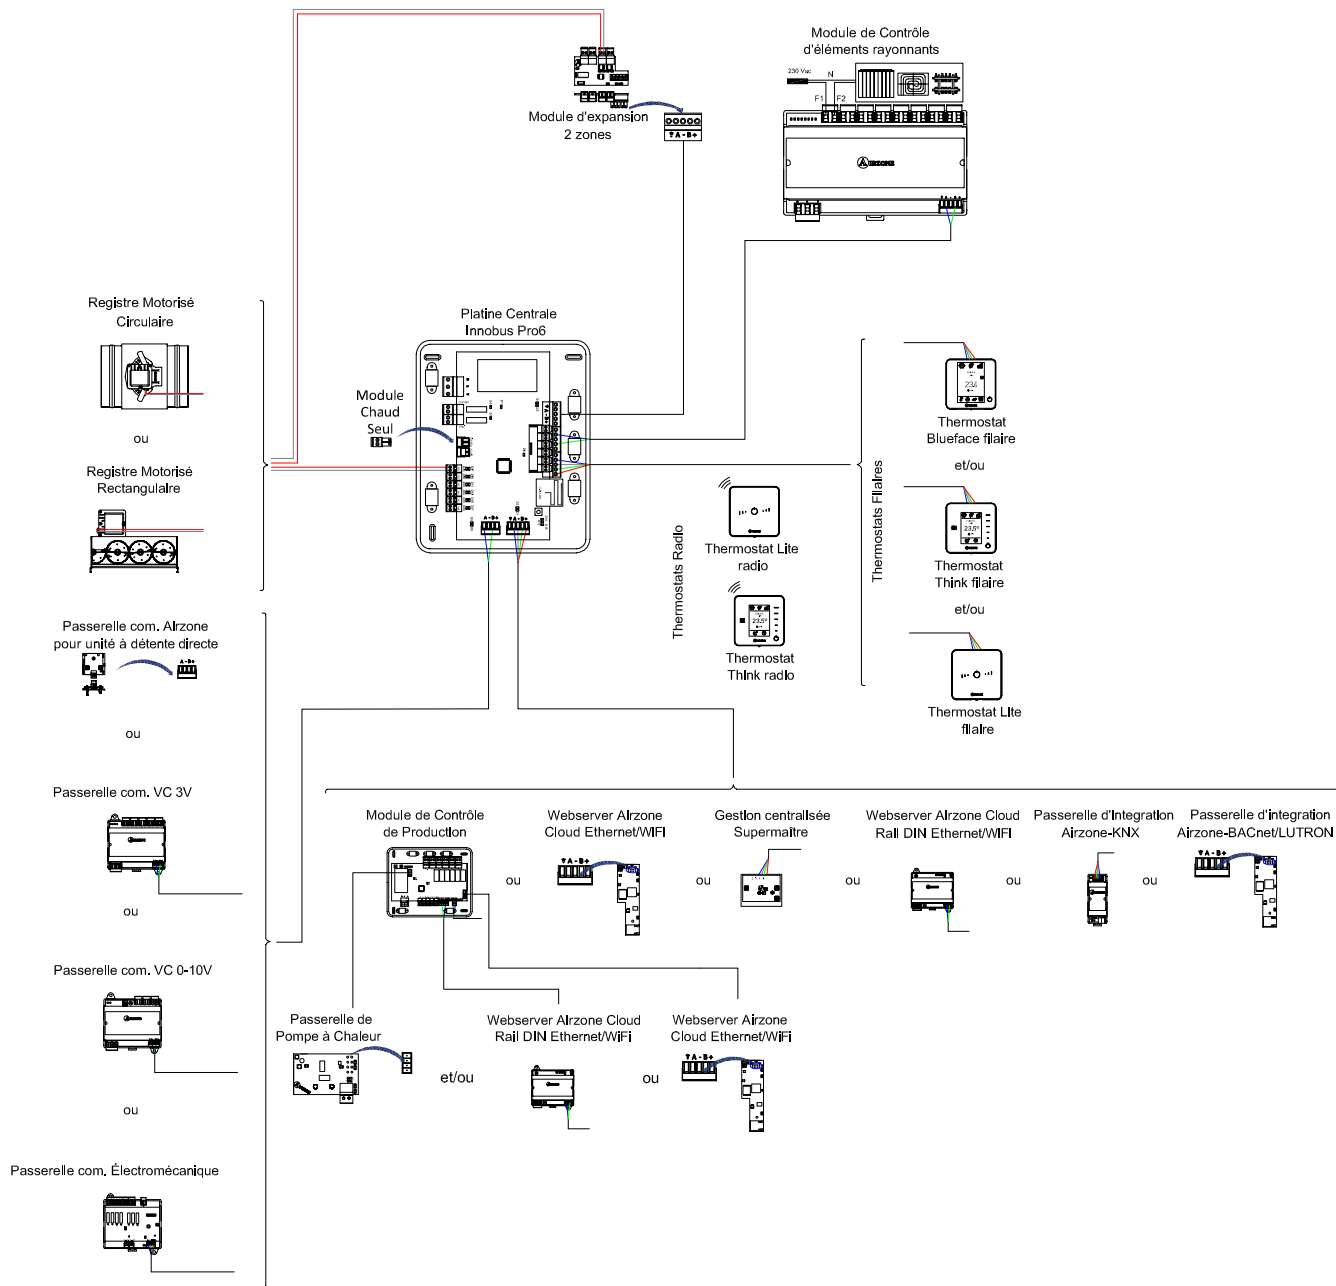 Module de Contrôle
d'éléments rayonnants
230 Vac
N
F1
F2
AIRZONE
Module d'expansion
2 zones
A - B +
Registre Motorisé
Circulaire
ou
Registre Motorisé
Rectangulaire
Platine Centrale
Innobus Pro6
Module
Chaud
Seul
A - B +
A - B +
Thermostats Radio
Thermostat Lite
radio
23.5º
Thermostat
Think radio
Thermostats Filaires
Thermostat
Blueface filaire
et/ou
23.5º
Thermostat
Think filaire
et/ou
Thermostat Lite
filaire
Passerelle com. Airzone
pour unité à détente directe
A - B +
ou
Passerelle com. VC 3V
ou
Passerelle com. VC 0-10V
ou
Passerelle com. Électromécanique
Module de Contrôle
de Production
ou
Webserver Airzone
Cloud Ethernet/WIFI
A - B +
ou
Gestion centralisée
Supermaître
ou
Webserver Airzone Cloud
Rail DIN Ethernet/WIFI
ou
Passerelle d'integration
Airzone-KNX
ou
Passerelle d'integration
Airzone-BACnet/LUTRON
A - B +
Passerelle de
Pompe à Chaleur
et/ou
Webserver Airzone Cloud
Rail DIN Ethernet/WiFi
ou
Webserver Airzone
Cloud Ethernet/WiFi
A - B +